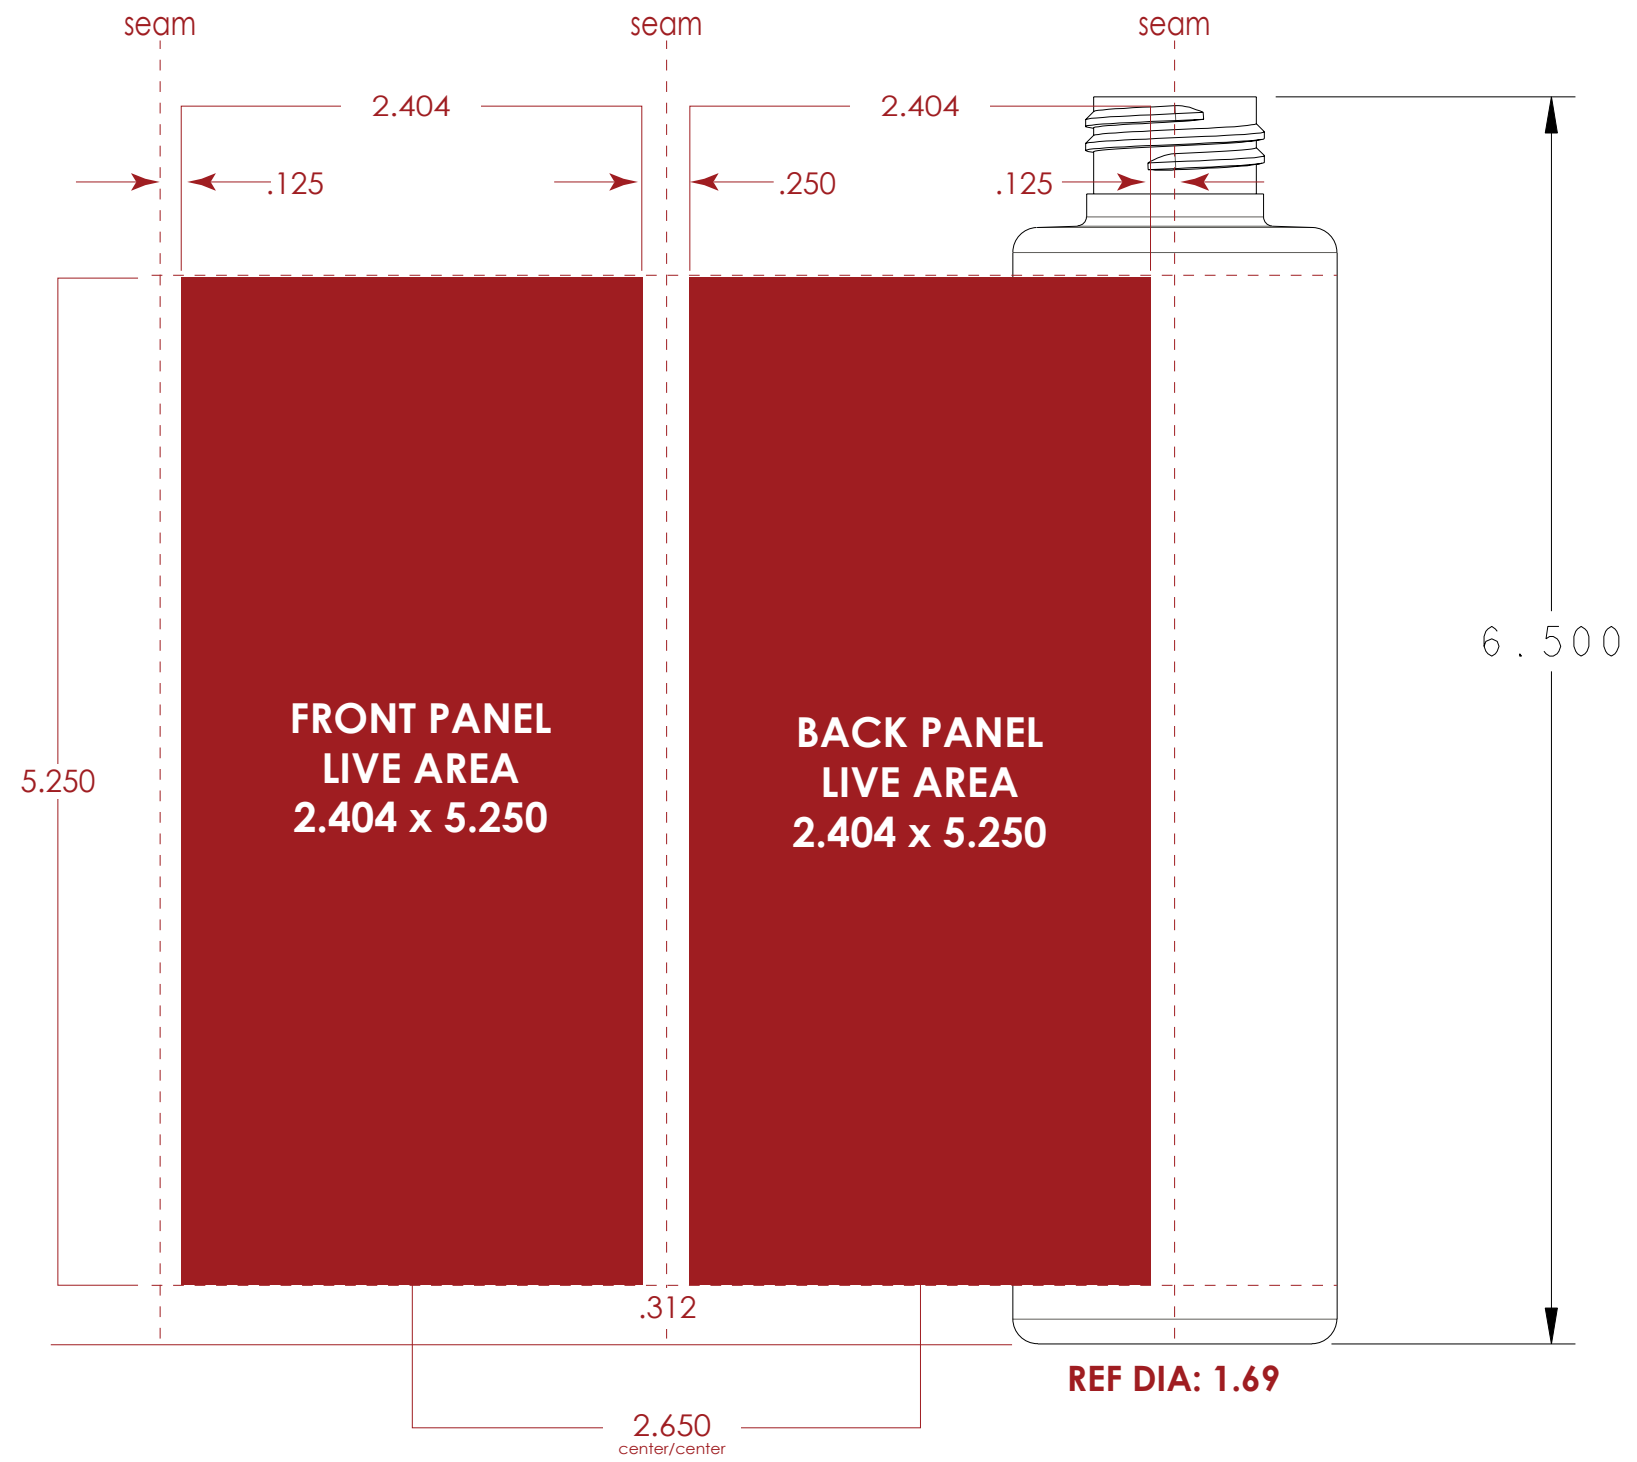 seam seam seam
2.404 2.404
.125 .250 .125
6.500
FRONT PANEL
LIVE AREA
2.404 x 5.250
BACK PANEL
LIVE AREA
2.404 x 5.250
5.250
.312
REF DIA: 1.69
2.650
center/center